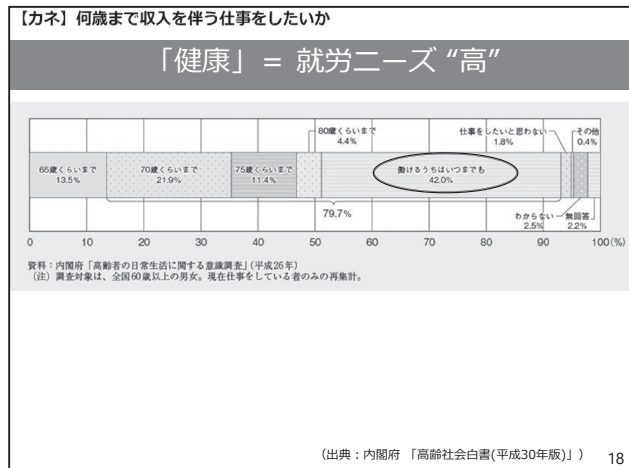 【カネ】何歳まで収入を伴う仕事をしたいか
「健康」= 就労ニーズ “高”
80歳くらいまで
4.4%
仕事をしたいと思わない
1.8%
その他
0.4%
65歳くらいまで
13.5%
70歳くらいまで
21.9%
75歳くらいまで
11.4%
働けるうちはいつまでも
42.0%
79.7%
わからない
2.5%
無回答
2.2%
0 10 20 30 40 50 60 70 80 90 100(%)
資料:内閣府「高齢者の日常生活に関する意識調査」(平成26年)
(注) 調査対象は、全国60歳以上の男女。現在仕事をしている者のみの再集計。
(出典:内閣府 「高齢社会白書(平成30年版)」)
18